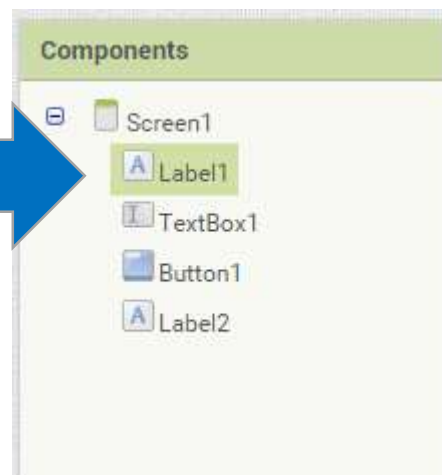 Components
Screen1
Label1
TextBox1
Button1
Label2